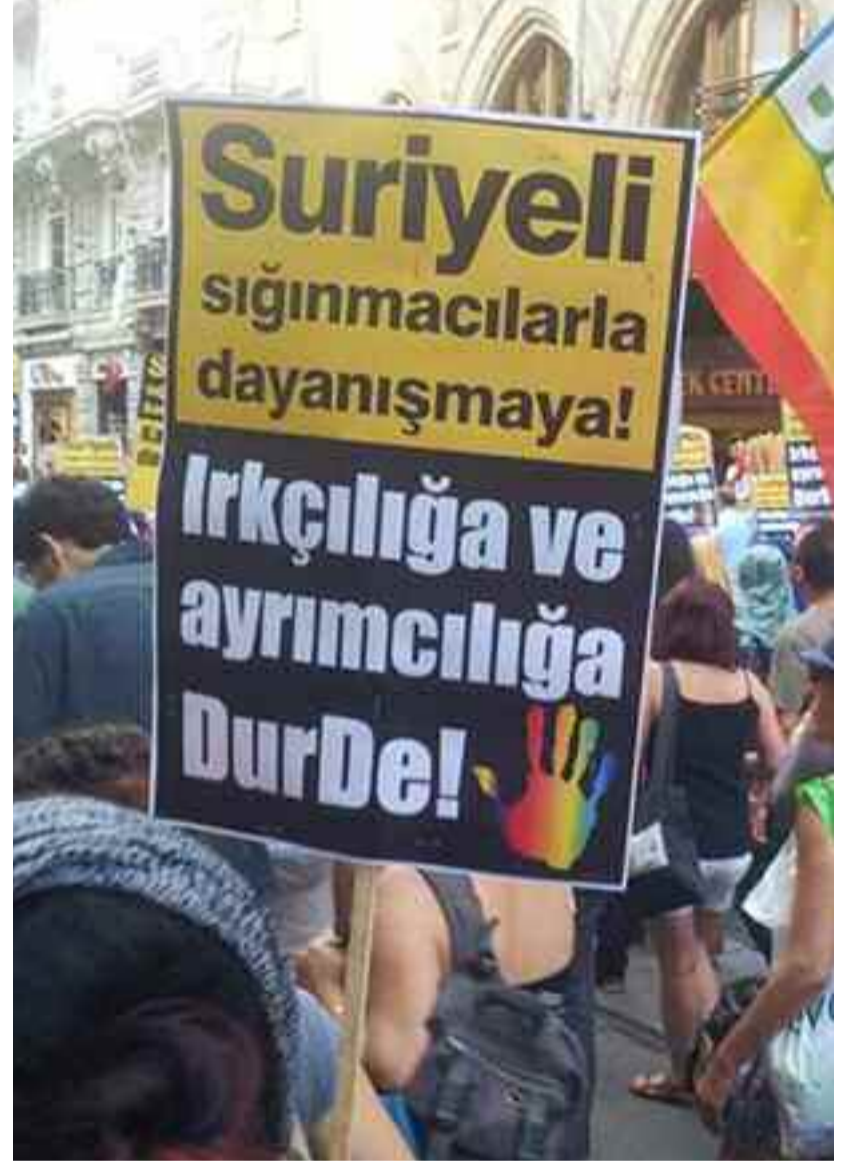 Suriyeli
sığınmacılarla
dayanışmaya!
Irkçılığa ve
ayrımcılığa
DurDe!